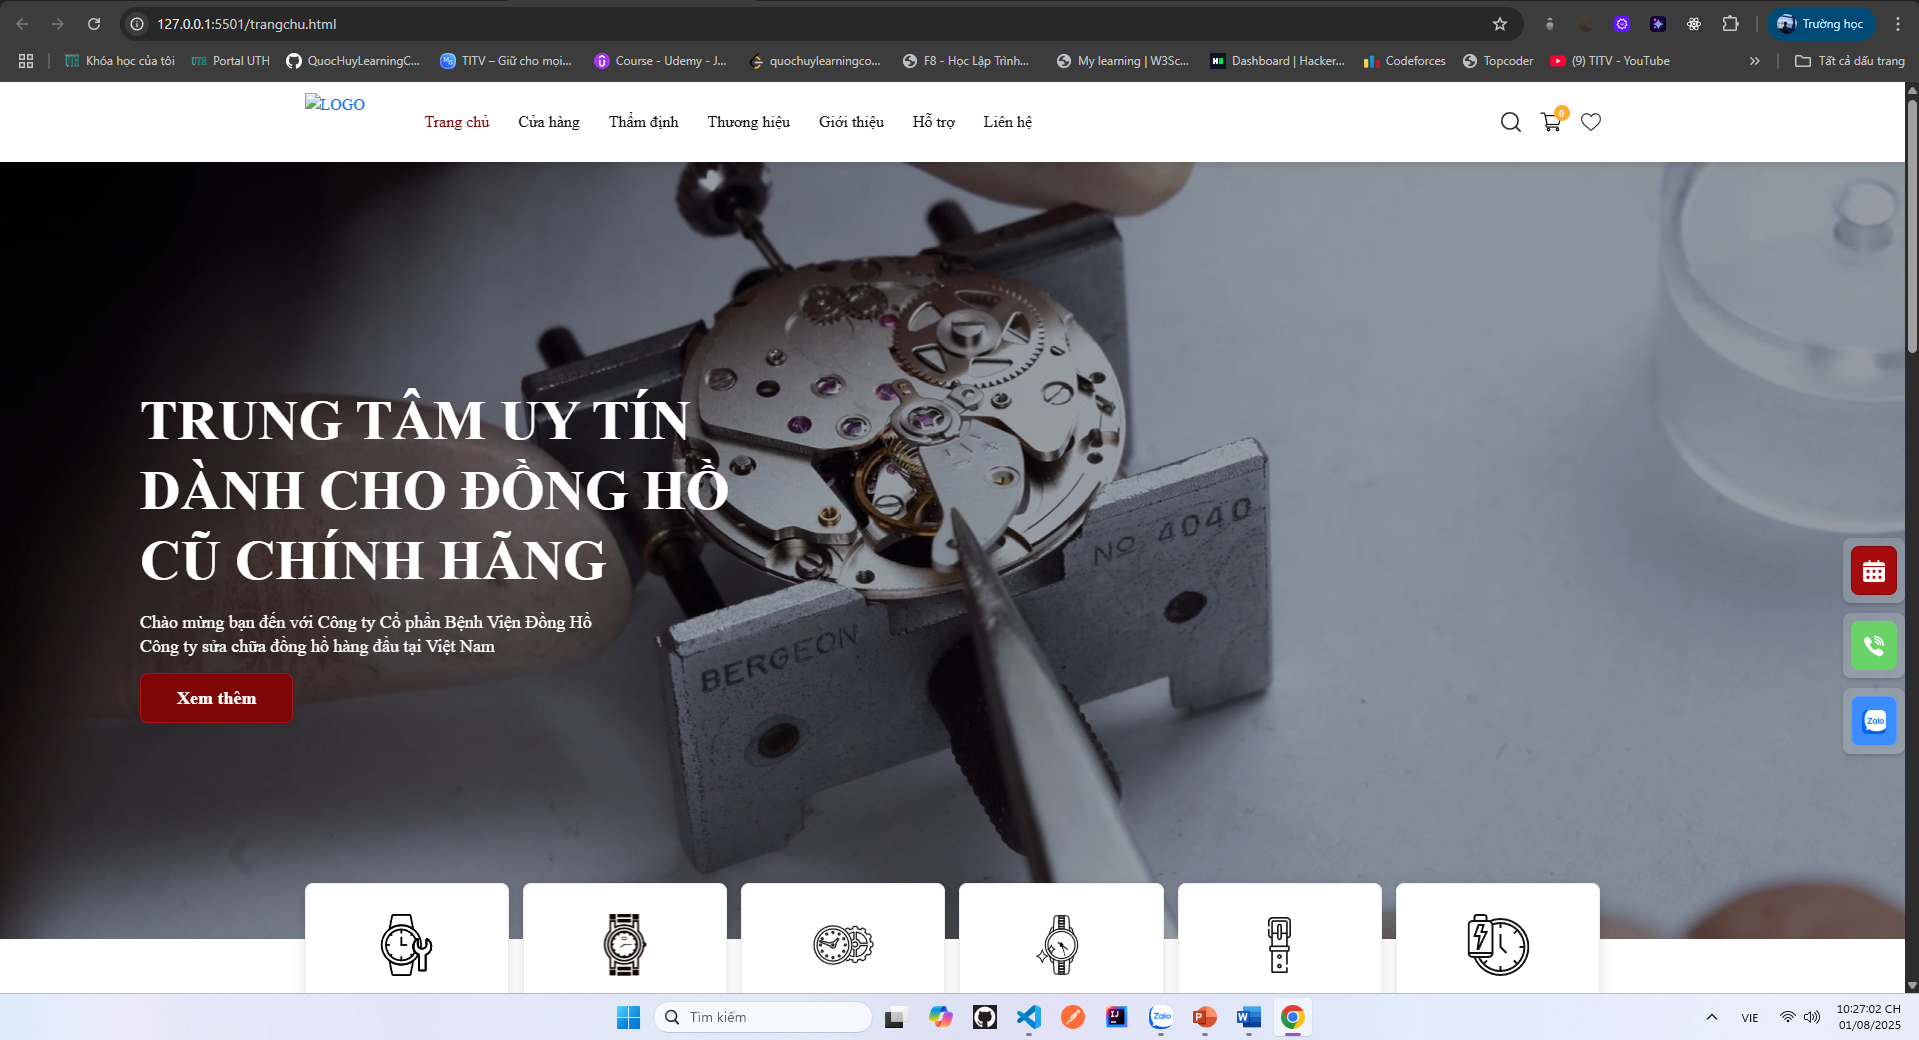 127.0.0.1:5501/trangchu.html
Trường học
Khóa học của tôi
UTH Portal UTH
QuocHuyLearningC...
TITV – Giữ cho mọi...
Course - Udemy - J...
quochuylearningco...
F8 - Học Lập Trình...
My learning | W3Sc...
Dashboard | Hacker...
Codeforces
Topcoder
(9) TITV - YouTube
Tất cả dấu trang
LOGO
Trang chủ
Cửa hàng
Thẩm định
Thương hiệu
Giới thiệu
Hỗ trợ
Liên hệ
0
TRUNG TÂM UY TÍN
DÀNH CHO ĐỒNG HỒ
CŨ CHÍNH HÃNG
Chào mừng bạn đến với Công ty Cổ phần Bệnh Viện Đồng Hồ
Công ty sửa chữa đồng hồ hàng đầu tại Việt Nam
Xem thêm
No 4040
BERGEON
Zalo
Tìm kiếm
Zalo
VIE
10:27:02 CH
01/08/2025